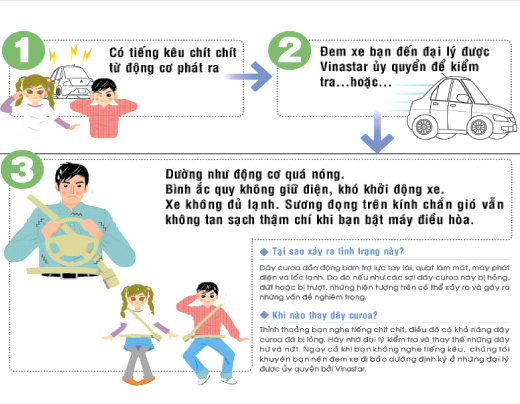 1
Có tiếng kêu chít chít
từ động cơ phát ra
2
Đem xe bạn đến đại lý được
Vinastar ủy quyền để kiểm
tra...hoặc...
3
Dường như động cơ quá nóng.
Bình ắc quy không giữ điện, khó khởi động xe.
Xe không đủ lạnh. Sương đọng trên kính chắn gió vẫn
không tan sạch thậm chí khi bạn bật máy điều hòa.
Tại sao xảy ra tình trạng này?
Dây curoa dẫn động bơm trợ lực tay lái, quạt làm mát, máy phát
điện và lốc lạnh. Do đó nếu như các sợi dây curoa này bị hỏng,
đứt hoặc bị trượt, những hiện tượng trên có thể xảy ra và gây ra
những vấn đề nghiêm trọng.
Khi nào thay dây curoa?
Thỉnh thoảng bạn nghe tiếng chít chít, điều đó có khả năng dây
curoa đã bị lỏng. Hãy nhờ đại lý kiểm tra và thay thế những dây
hư và nứt. Ngay cả khi bạn không nghe tiếng kêu, chúng tôi
khuyên bạn nên đem xe đi bảo dưỡng định kỳ ở những đại lý
được ủy quyền bởi Vinastar.